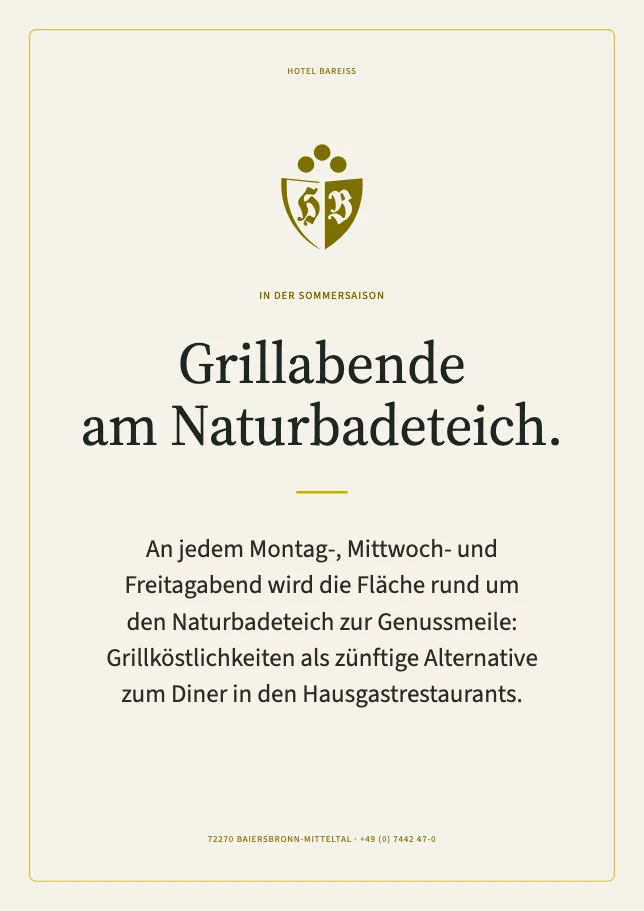 HOTEL BAREISS
H B
IN DER SOMMERSAISON
Grillabende
am Naturbadeteich.
An jedem Montag-, Mittwoch- und
Freitagabend wird die Fläche rund um
den Naturbadeteich zur Genussmeile:
Grillköstlichkeiten als zünftige Alternative
zum Diner in den Hausgastrestaurants.
72270 BAIERSBRONN-MITTELTAL · +49 (0) 7442 47-0